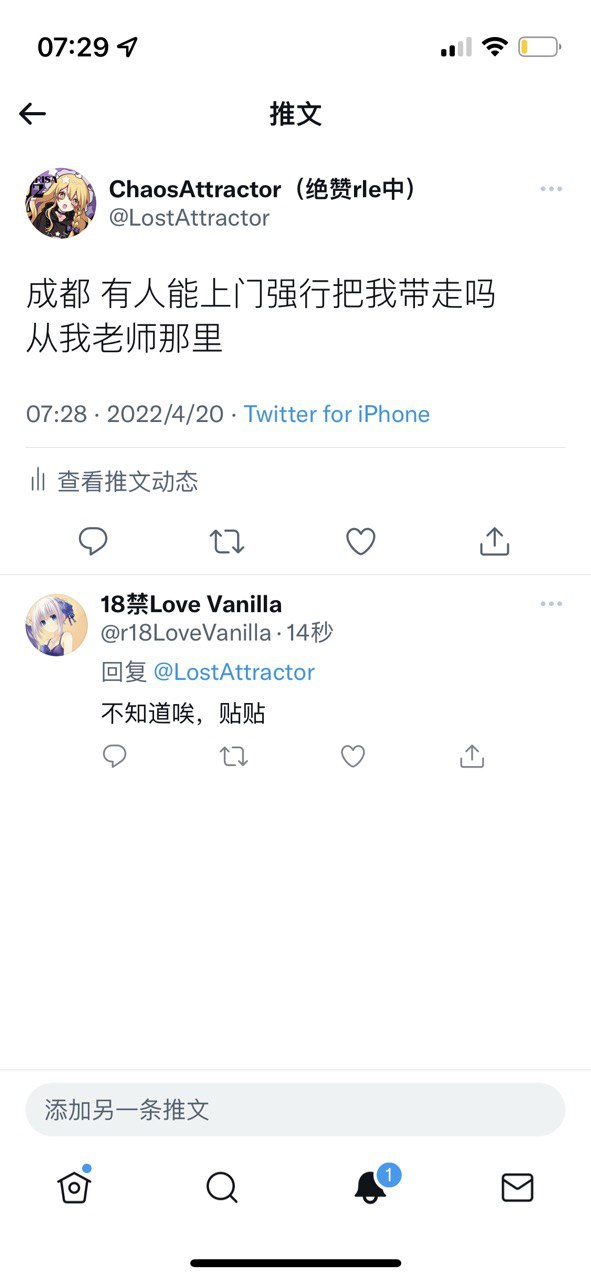 07:29
推文
ChaosAttractor（绝赞rle中）
@LostAttractor
成都 有人能上门强行把我带走吗
从我老师那里
07:28 · 2022/4/20 · Twitter for iPhone
查看推文动态
18禁Love Vanilla
@r18LoveVanilla · 14秒
回复 @LostAttractor
不知道唉，贴贴
添加另一条推文
1